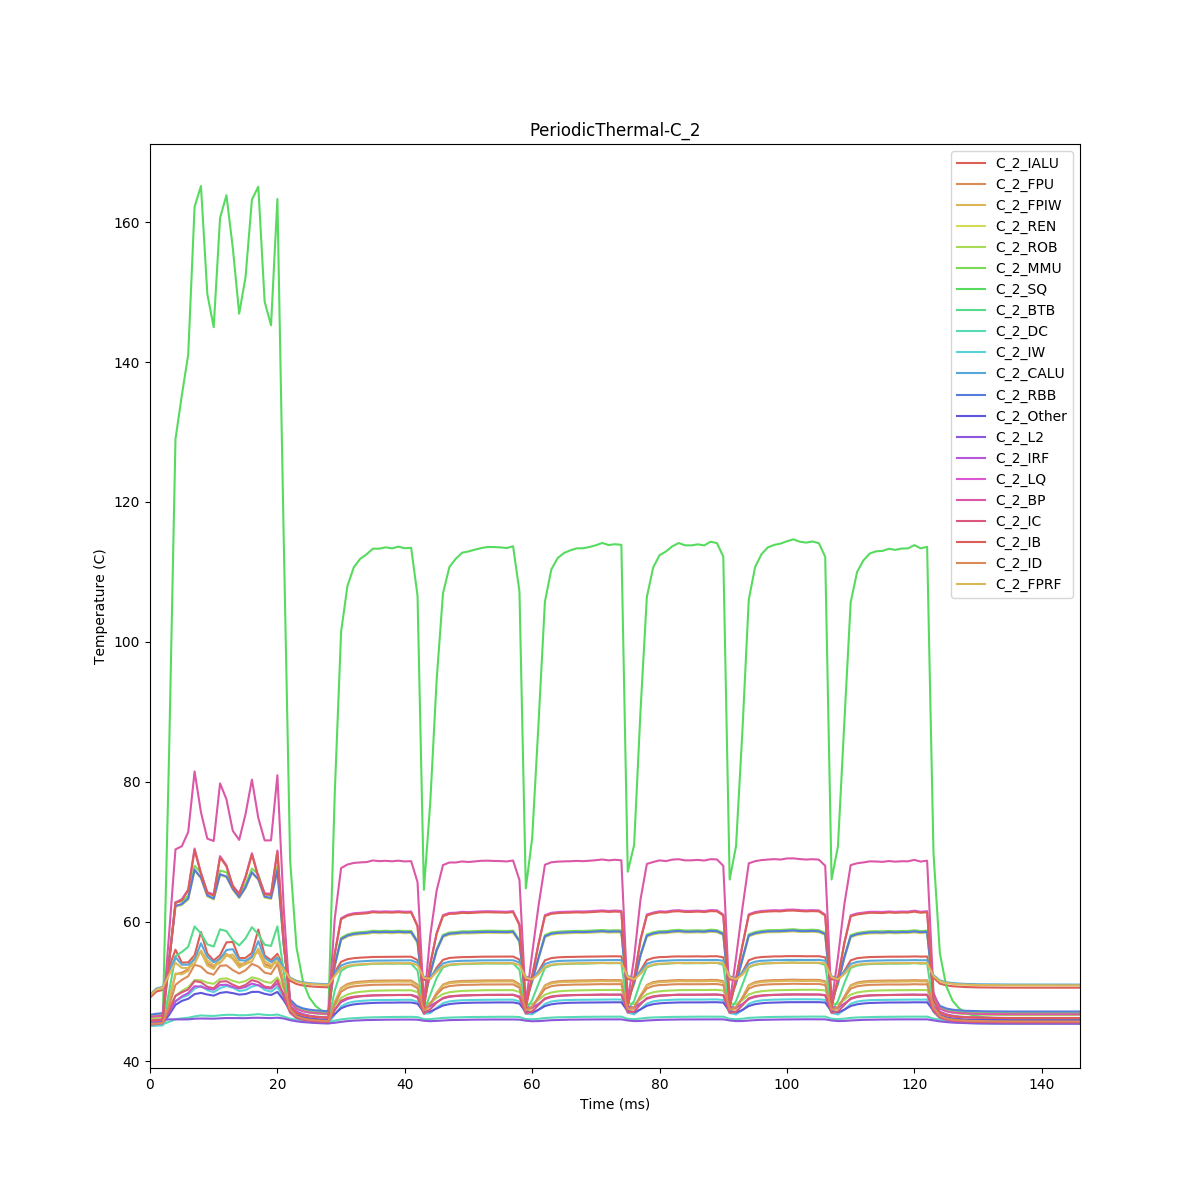 PeriodicThermal-C_2
C_2_IALU
C_2_FPU
C_2_FPIW
C_2_REN
C_2_ROB
C_2_MMU
C_2_SQ
C_2_BTB
C_2_DC
C_2_IW
C_2_CALU
C_2_RBB
C_2_Other
C_2_L2
C_2_IRF
C_2_LQ
C_2_BP
C_2_IC
C_2_IB
C_2_ID
C_2_FPRF
Temperature (C)
160
140
120
100
80
60
40
0 20 40 60 80 100 120 140
Time (ms)